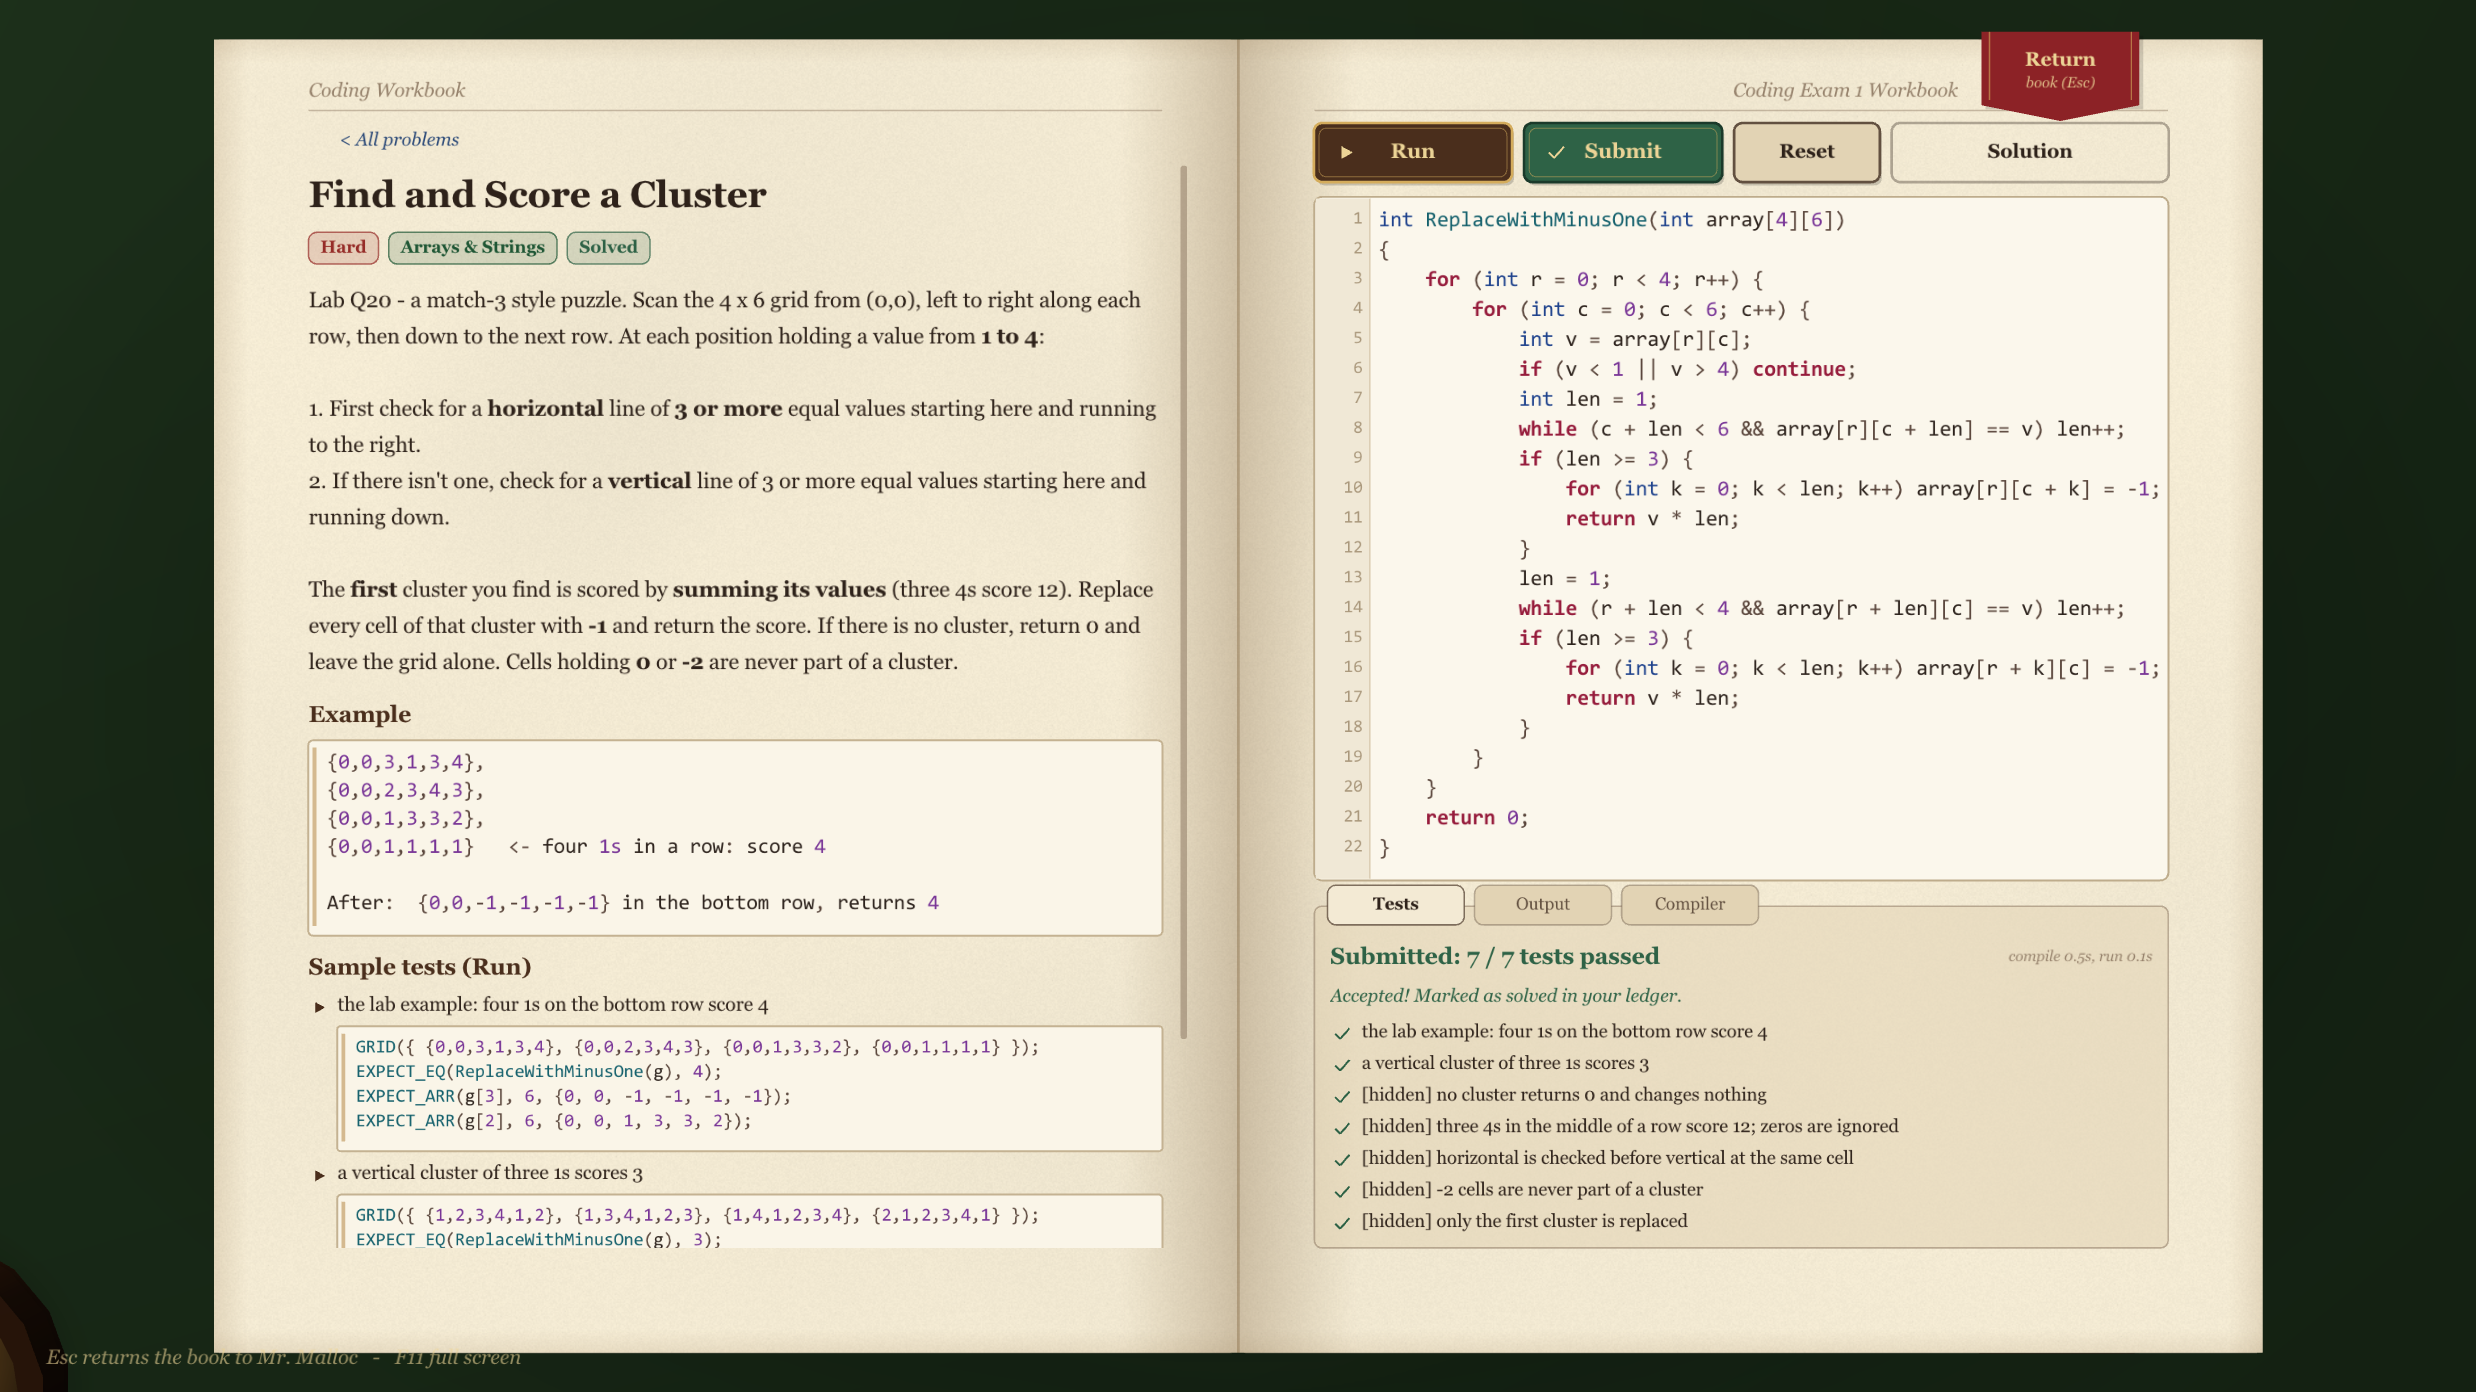 Coding Workbook
< All problems
Find and Score a Cluster
Hard Arrays & Strings Solved
Lab Q20 - a match-3 style puzzle. Scan the 4 x 6 grid from (0,0), left to right along each
row, then down to the next row. At each position holding a value from 1 to 4:
1. First check for a horizontal line of 3 or more equal values starting here and running
to the right.
2. If there isn't one, check for a vertical line of 3 or more equal values starting here and
running down.
The first cluster you find is scored by summing its values (three 4s score 12). Replace
every cell of that cluster with -1 and return the score. If there is no cluster, return 0 and
leave the grid alone. Cells holding 0 or -2 are never part of a cluster.
Example
{0,0,3,1,3,4},
{0,0,2,3,4,3},
{0,0,1,3,3,2},
{0,0,1,1,1,1}   <- four 1s in a row: score 4
After:  {0,0,-1,-1,-1,-1} in the bottom row, returns 4
Sample tests (Run)
▶ the lab example: four 1s on the bottom row score 4
GRID({ {0,0,3,1,3,4}, {0,0,2,3,4,3}, {0,0,1,3,3,2}, {0,0,1,1,1,1} });
EXPECT_EQ(ReplaceWithMinusOne(g), 4);
EXPECT_ARR(g[3], 6, {0, 0, -1, -1, -1, -1});
EXPECT_ARR(g[2], 6, {0, 0, 1, 3, 3, 2});
▶ a vertical cluster of three 1s scores 3
GRID({ {1,2,3,4,1,2}, {1,3,4,1,2,3}, {1,4,1,2,3,4}, {2,1,2,3,4,1} });
EXPECT_EQ(ReplaceWithMinusOne(g), 3);
Esc returns the book to Mr. Malloc - F11 full screen
Coding Exam 1 Workbook
Return
book (Esc)
▶ Run ✓ Submit Reset Solution
1 int ReplaceWithMinusOne(int array[4][6])
2 {
3     for (int r = 0; r < 4; r++) {
4         for (int c = 0; c < 6; c++) {
5             int v = array[r][c];
6             if (v < 1 || v > 4) continue;
7             int len = 1;
8             while (c + len < 6 && array[r][c + len] == v) len++;
9             if (len >= 3) {
10                 for (int k = 0; k < len; k++) array[r][c + k] = -1;
11                 return v * len;
12             }
13             len = 1;
14             while (r + len < 4 && array[r + len][c] == v) len++;
15             if (len >= 3) {
16                 for (int k = 0; k < len; k++) array[r + k][c] = -1;
17                 return v * len;
18             }
19         }
20     }
21     return 0;
22 }
Tests Output Compiler
Submitted: 7 / 7 tests passed compile 0.5s, run 0.1s
Accepted! Marked as solved in your ledger.
✓ the lab example: four 1s on the bottom row score 4
✓ a vertical cluster of three 1s scores 3
✓ [hidden] no cluster returns 0 and changes nothing
✓ [hidden] three 4s in the middle of a row score 12; zeros are ignored
✓ [hidden] horizontal is checked before vertical at the same cell
✓ [hidden] -2 cells are never part of a cluster
✓ [hidden] only the first cluster is replaced